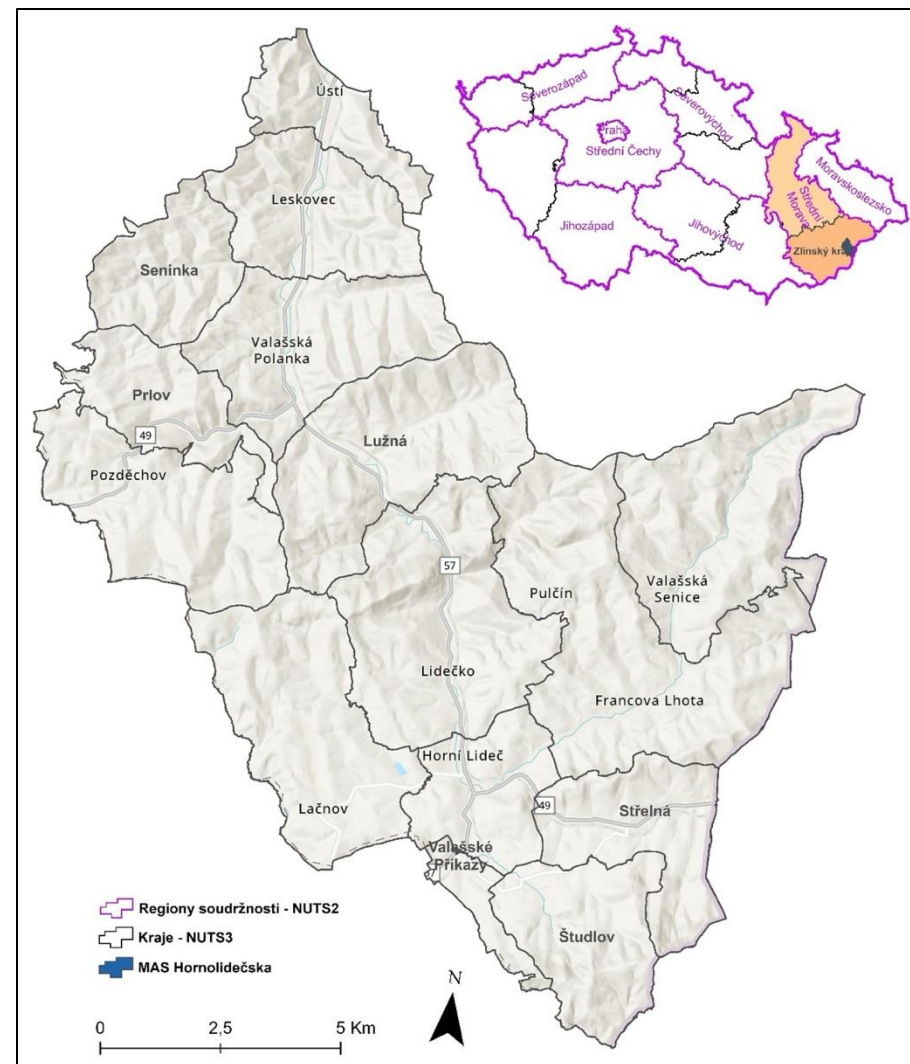 Ústí
Leskovec
Seninka
Valašská
Polanka
Prlov
49
Pozděchov
Lužná
57
Pulčín
Valašská
Senice
Lidečko
Francova Lhota
Horní Lideč
Lačnov
49
Střelná
Valašské
Příkazy
Študlov
Severozápad
Severovýchod
Praha
Střední Čechy
Moravskoslezsko
Střední
Morava
Jihozápad
Jihovýchod
Zlínský kraj
Regiony soudržnosti - NUTS2
Kraje - NUTS3
MAS Hornolidečska
N
0 2,5 5 Km